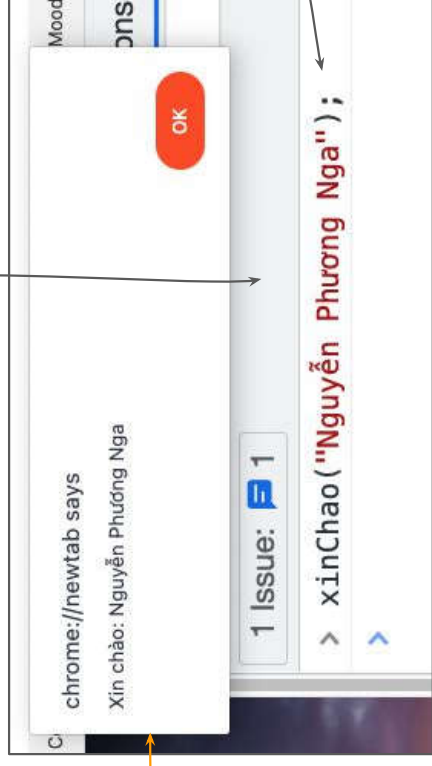 Mood
ons
chrome://newtab says
Xin chào: Nguyễn Phương Nga
OK
1 Issue: 1
> xinChao("Nguyễn Phương Nga");
>